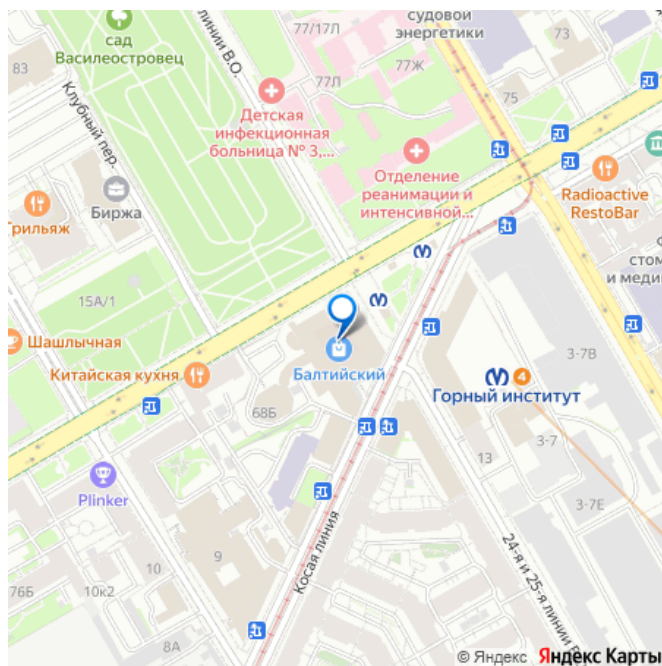 сад
Василеостровец
линии В.О.
77/17Л
судовой
энергетики
83
77Л
77Ж
75
73
Клубный пер.
Детская
инфекционная
больница № 3,...
Отделение
реанимации и
интенсивной...
Radioactive
RestoBar
Биржа
Грильяж
стом
и меди
15А/1
Шашлычная
Китайская кухня
Балтийский
3-7В
4
Горный институт
68Б
13
3-7
3-7Е
Plinker
Косая линия
24-я и 25-я линии В
9
10
76Б
10к2
8А
© Яндекс Яндекс Карты